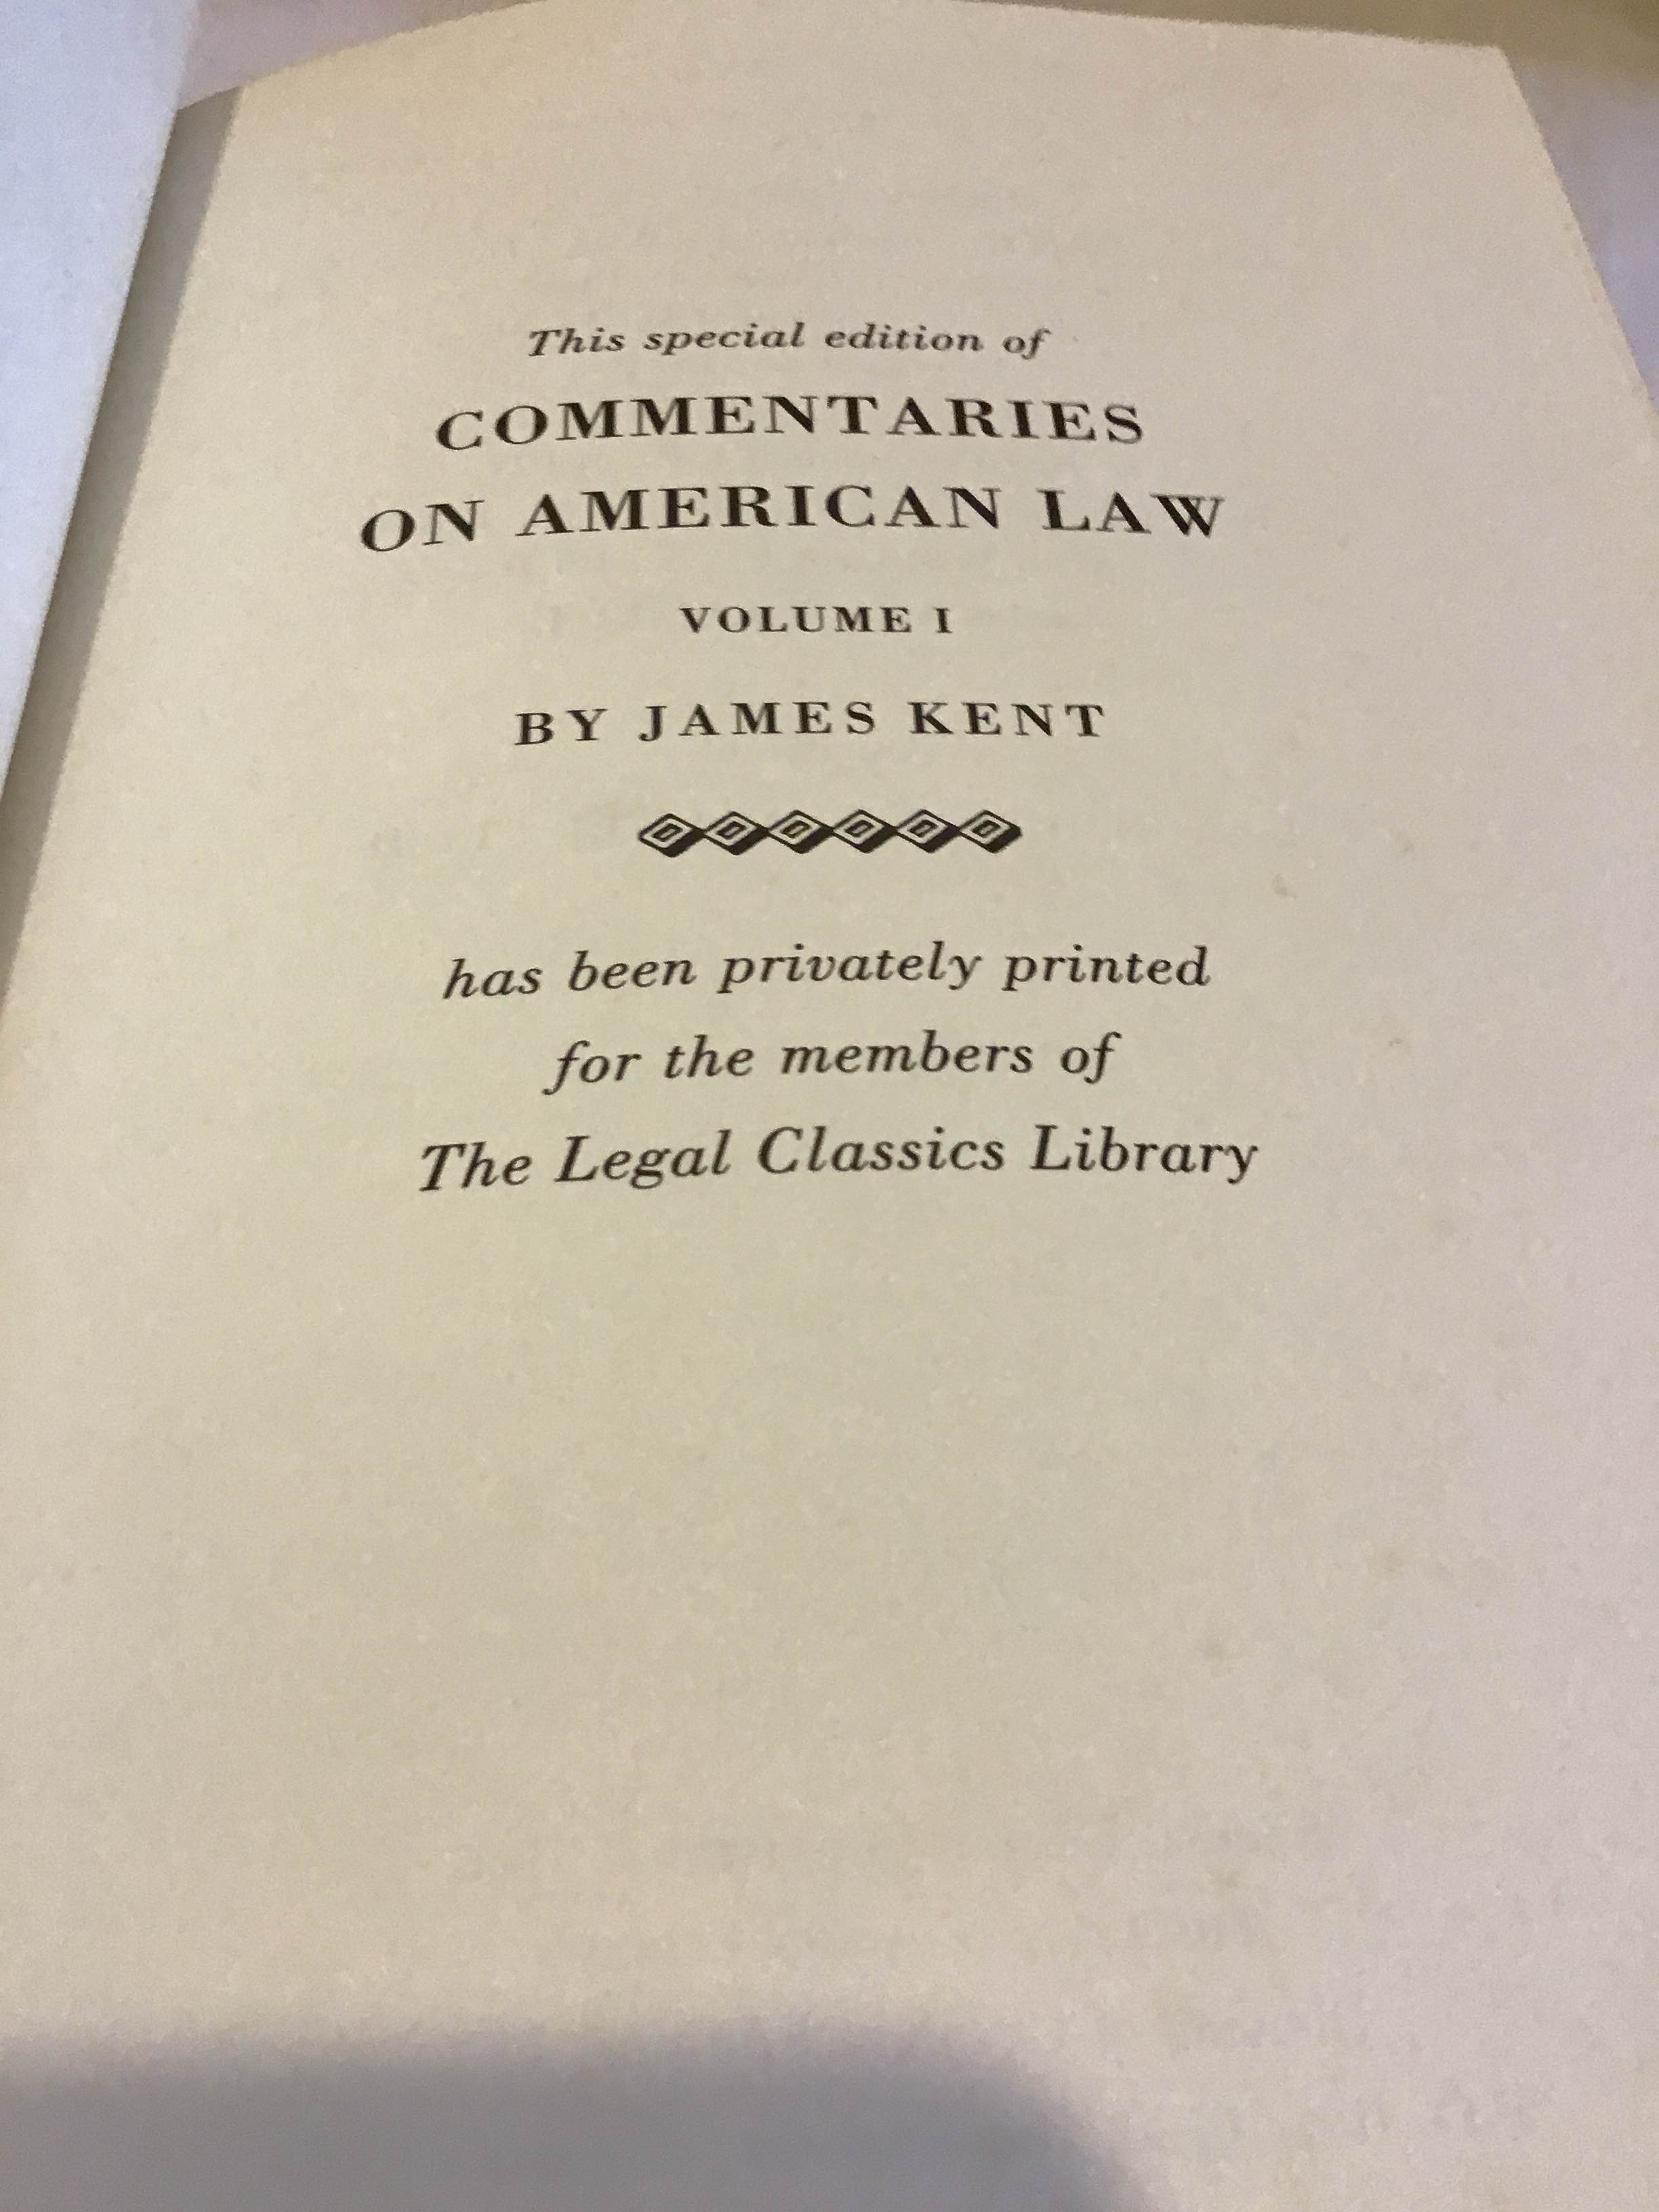 This special edition of
COMMENTARIES
ON AMERICAN LAW
VOLUME I
BY JAMES KENT
has been privately printed
for the members of
The Legal Classics Library